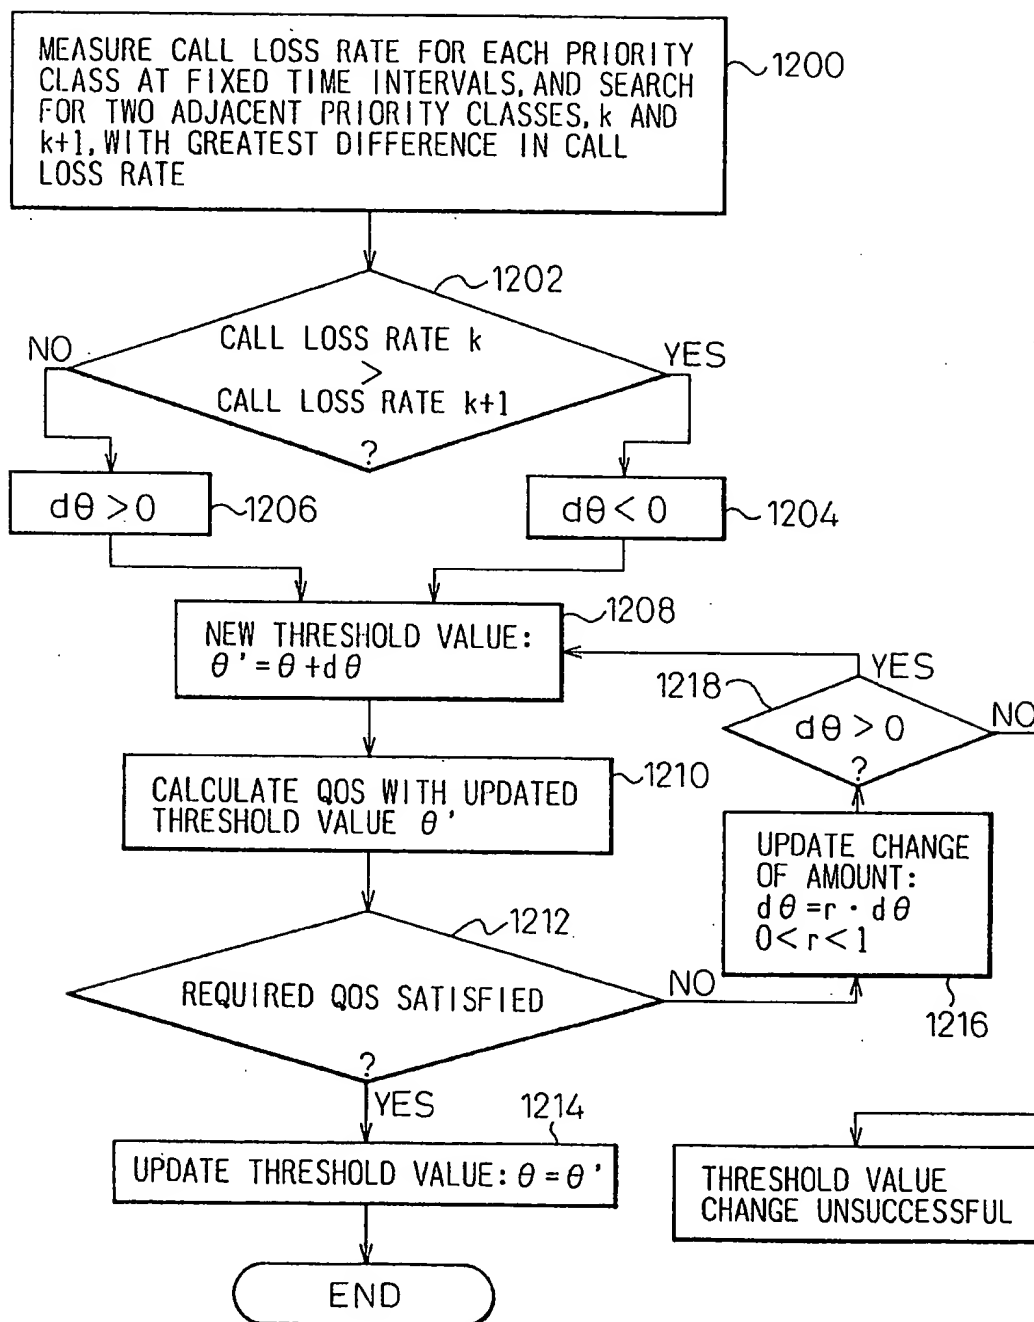 MEASURE CALL LOSS RATE FOR EACH PRIORITY
CLASS AT FIXED TIME INTERVALS, AND SEARCH
FOR TWO ADJACENT PRIORITY CLASSES, k AND
k+1, WITH GREATEST DIFFERENCE IN CALL
LOSS RATE
1200
1202
CALL LOSS RATE k
>
CALL LOSS RATE k+1
?
NO
YES
dθ > 0
1206
dθ < 0
1204
1208
NEW THRESHOLD VALUE:
θ' = θ + dθ
1218
YES
dθ > 0
?
NO
1210
CALCULATE QOS WITH UPDATED
THRESHOLD VALUE θ'
UPDATE CHANGE
OF AMOUNT:
dθ = r · dθ
0 < r < 1
1216
1212
REQUIRED QOS SATISFIED
?
NO
YES
1214
UPDATE THRESHOLD VALUE: θ = θ'
THRESHOLD VALUE
CHANGE UNSUCCESSFUL
END